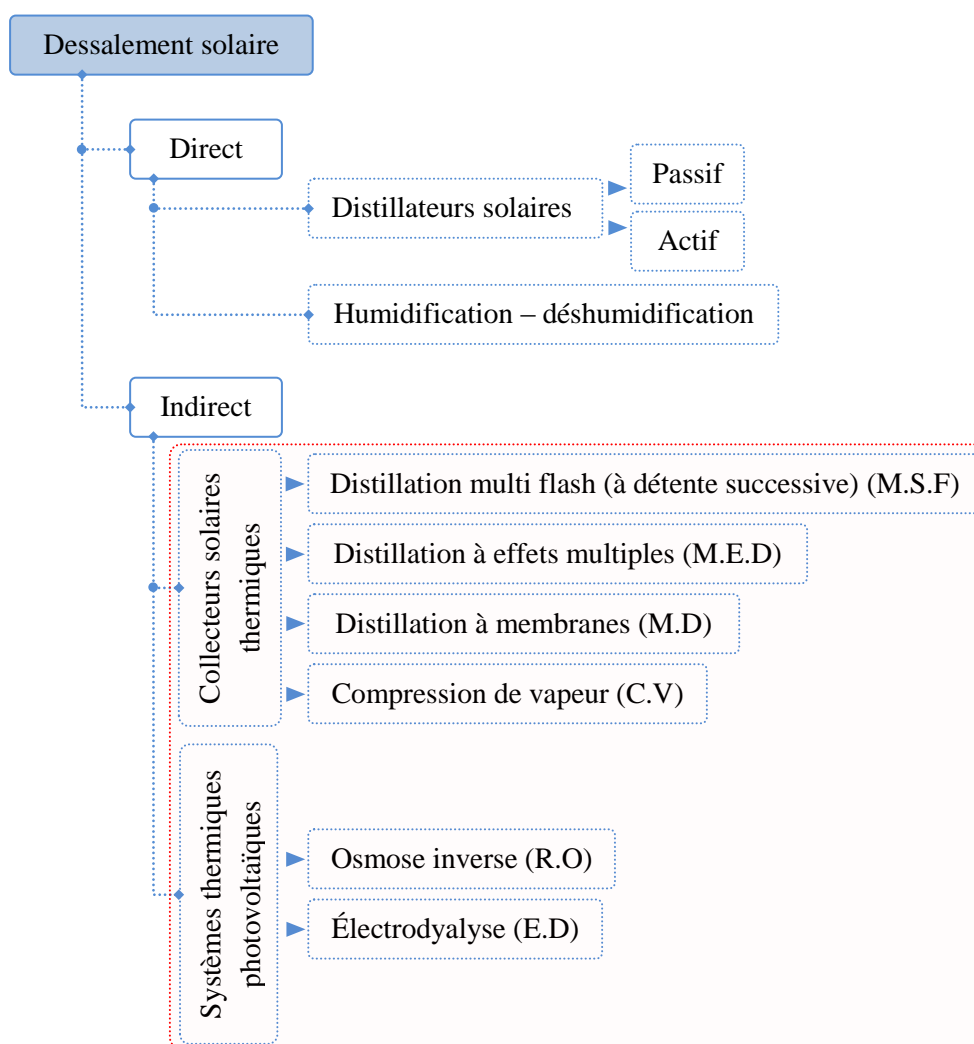 Dessalement solaire
Direct
Distillateurs solaires
Passif
Actif
Humidification – déshumidification
Indirect
Collecteurs solaires
thermiques
Distillation multi flash (à détente successive) (M.S.F)
Distillation à effets multiples (M.E.D)
Distillation à membranes (M.D)
Compression de vapeur (C.V)
Systèmes thermiques
photovoltaïques
Osmose inverse (R.O)
Électrodyalyse (E.D)